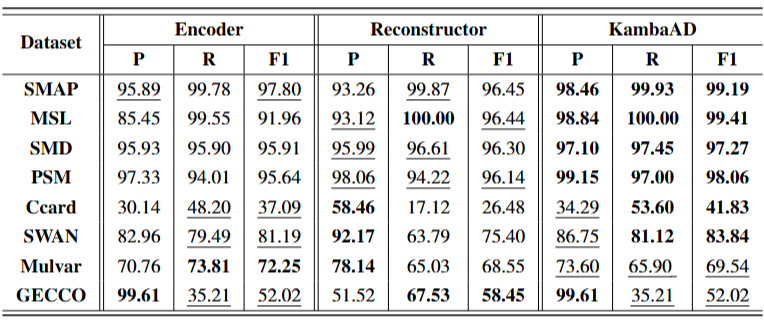 Dataset Encoder Reconstructor KambaAD
P R F1 P R F1 P R F1
SMAP 95.89 99.78 97.80 93.26 99.87 96.45 98.46 99.93 99.19
MSL 85.45 99.55 91.96 93.12 100.00 96.44 98.84 100.00 99.41
SMD 95.93 95.90 95.91 95.99 96.61 96.30 97.10 97.45 97.27
PSM 97.33 94.01 95.64 98.06 94.22 96.14 99.15 97.00 98.06
Ccard 30.14 48.20 37.09 58.46 17.12 26.48 34.29 53.60 41.83
SWAN 82.96 79.49 81.19 92.17 63.79 75.40 86.75 81.12 83.84
Mulvar 70.76 73.81 72.25 78.14 65.03 68.55 73.60 65.90 69.54
GECCO 99.61 35.21 52.02 51.52 67.53 58.45 99.61 35.21 52.02